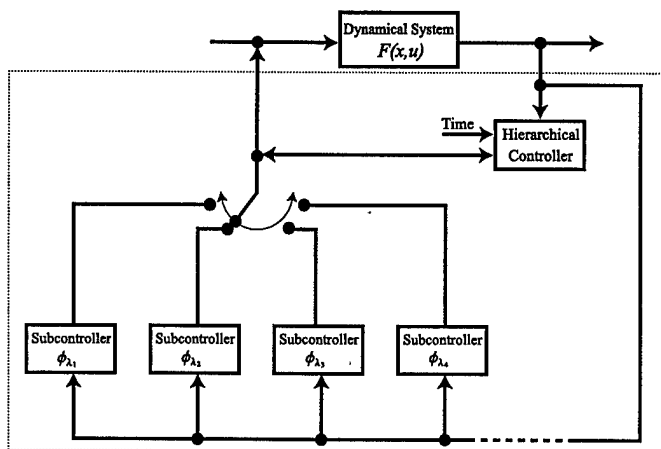 Dynamical System
F(x,u)
Time
Hierarchical
Controller
Subcontroller
ϕλ₁
Subcontroller
ϕλ₂
Subcontroller
ϕλ₃
Subcontroller
ϕλ₄